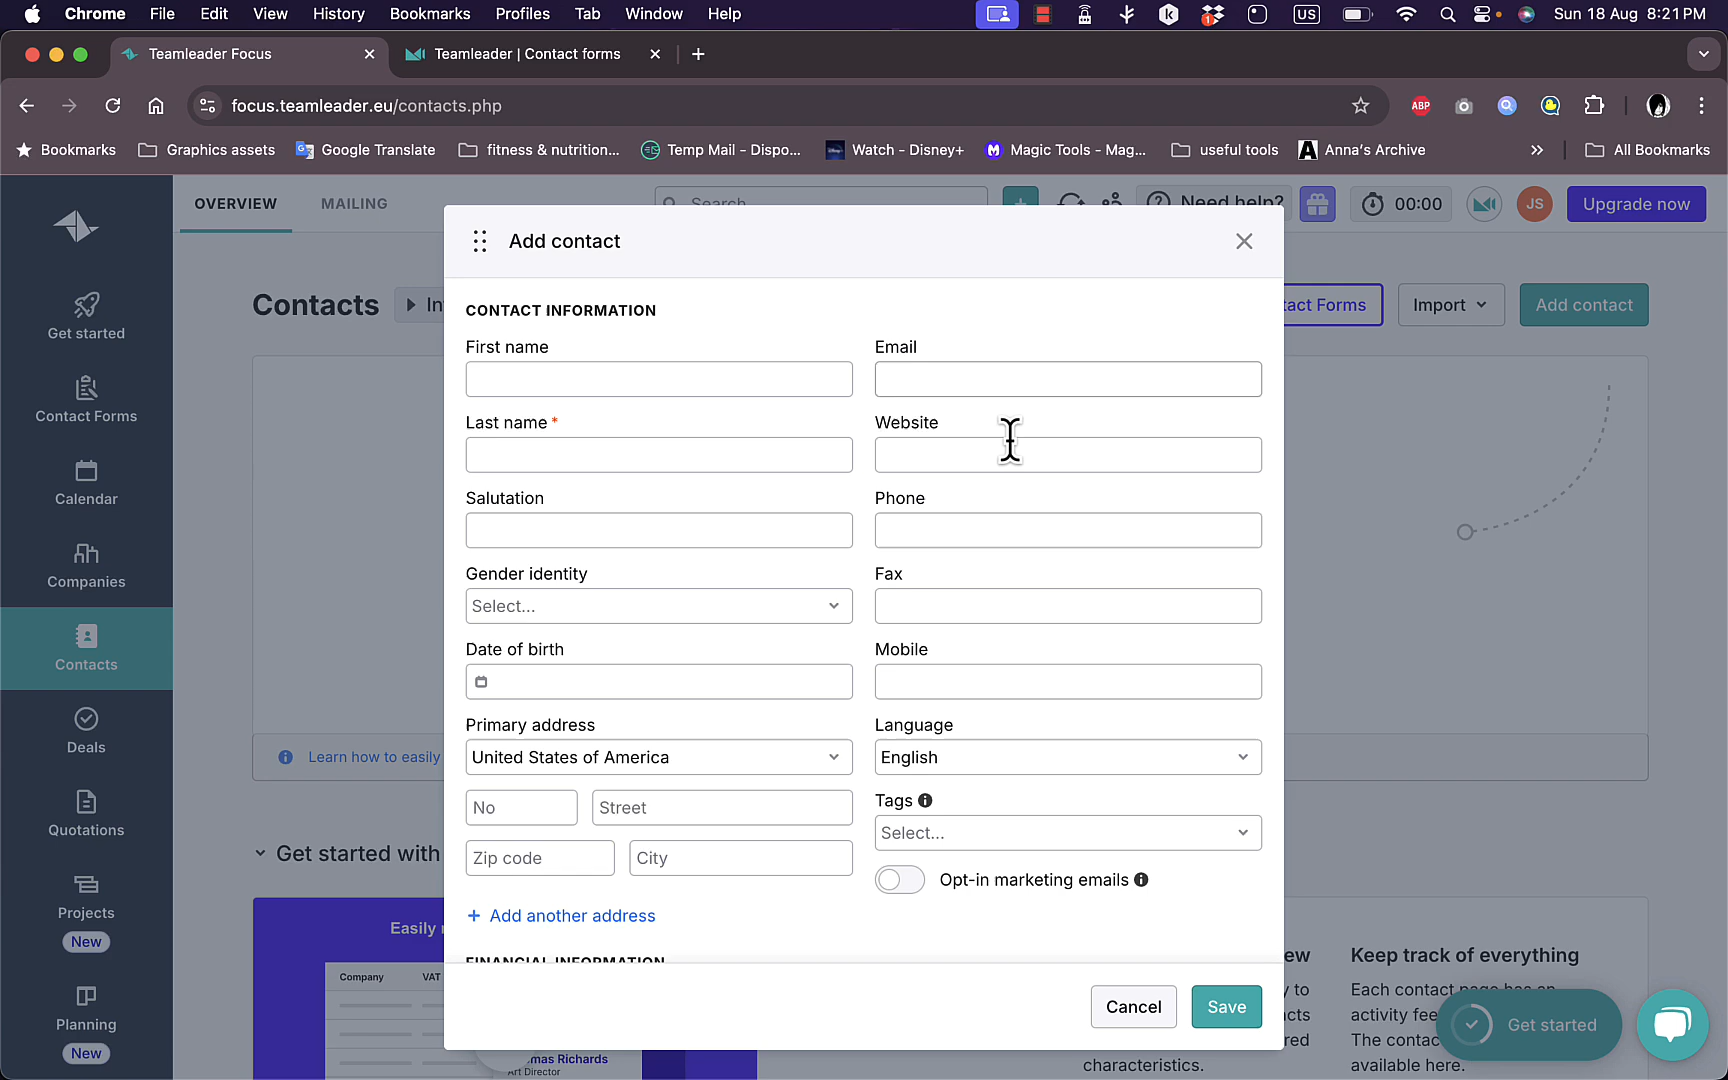 Chrome File Edit View History Bookmarks Profiles Tab Window Help US Sun 18 Aug 8:21 PM
Teamleader Focus Teamleader | Contact forms
focus.teamleader.eu/contacts.php ABP
Bookmarks Graphics assets Google Translate fitness & nutrition... Temp Mail - Dispo... Watch - Disney+ Magic Tools - Mag... useful tools Anna's Archive » All Bookmarks
OVERVIEW MAILING Search Need help? 00:00 JS Upgrade now
Add contact
Contacts In tact Forms Import Add contact
CONTACT INFORMATION
First name Email
Last name * Website
Salutation Phone
Gender identity Fax
Select...
Date of birth Mobile
Primary address Language
United States of America English
No Street
Tags
Select...
Zip code City
Opt-in marketing emails
+ Add another address
FINANCIAL INFORMATION
Cancel Save
Get started
Contact Forms
Calendar
Companies
Contacts
Deals
Quotations
Projects
New
Planning
New
Learn how to easily
Get started with
Easily
Company VAT
mas Richards
Art Director
ew
to
cts
red
characteristics.
Keep track of everything
Each contact page has an
activity fee
The contac
available here.
Get started